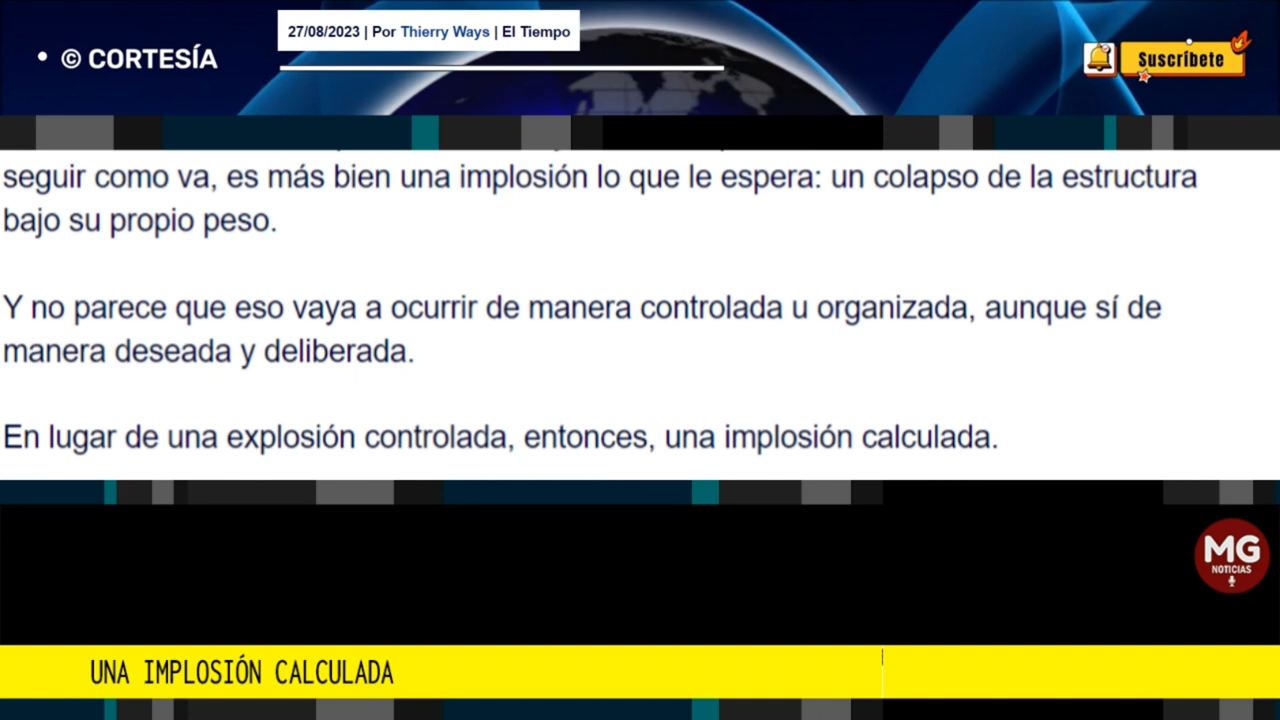 27/08/2023 | Por Thierry Ways | El Tiempo
• © CORTESÍA
Suscríbete
seguir como va, es más bien una implosión lo que le espera: un colapso de la estructura
bajo su propio peso.
Y no parece que eso vaya a ocurrir de manera controlada u organizada, aunque sí de
manera deseada y deliberada.
En lugar de una explosión controlada, entonces, una implosión calculada.
MG
NOTICIAS
UNA IMPLOSIÓN CALCULADA